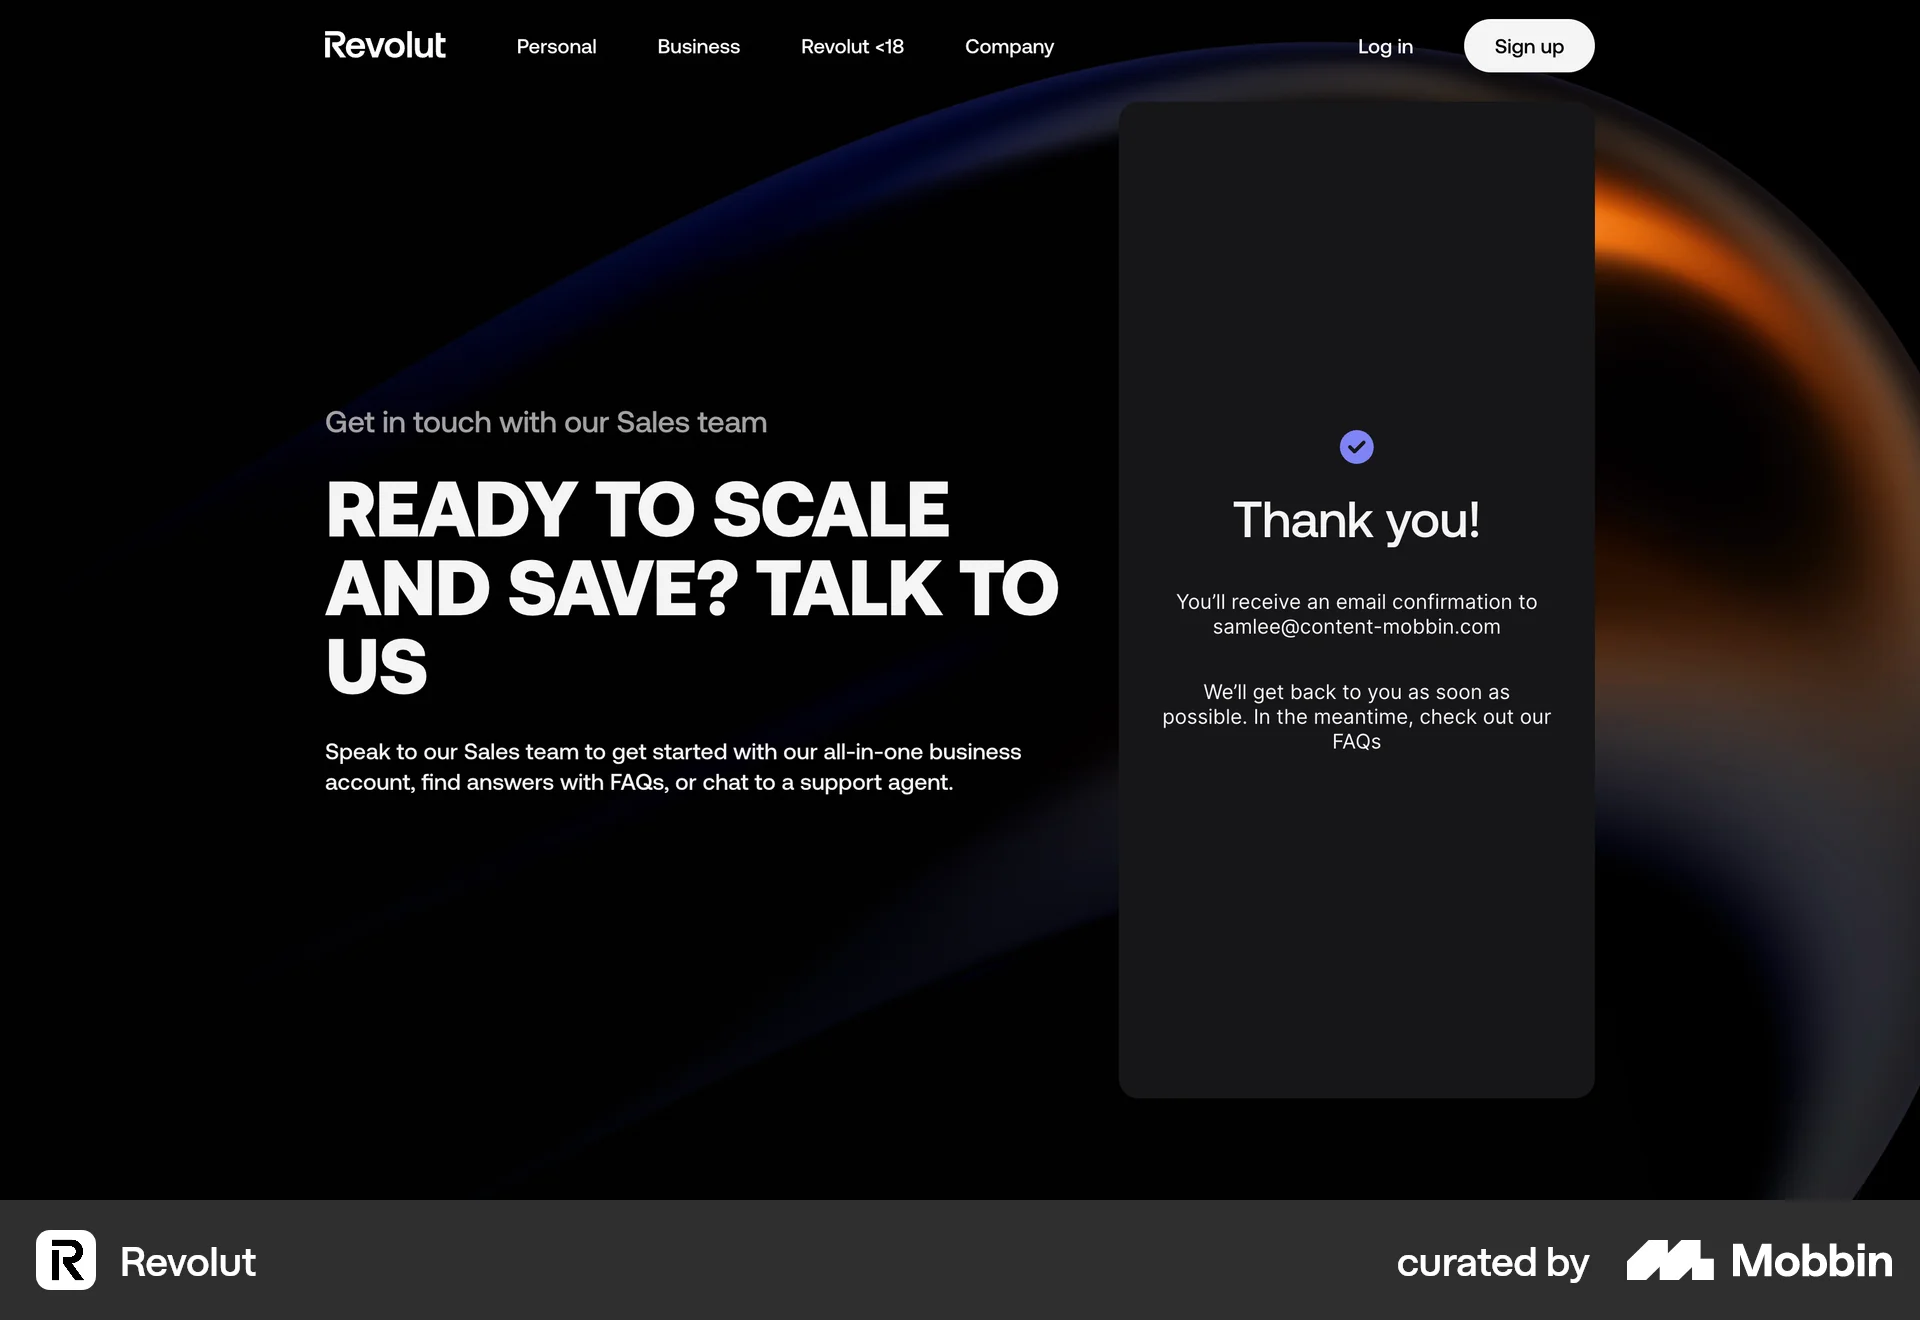 Revolut
Personal
Business
Revolut <18
Company
Log in
Sign up
Get in touch with our Sales team
READY TO SCALE
AND SAVE? TALK TO
US
Speak to our Sales team to get started with our all-in-one business
account, find answers with FAQs, or chat to a support agent.
Thank you!
You’ll receive an email confirmation to
samlee@content-mobbin.com
We’ll get back to you as soon as
possible. In the meantime, check out our
FAQs
R
Revolut
curated by
Mobbin